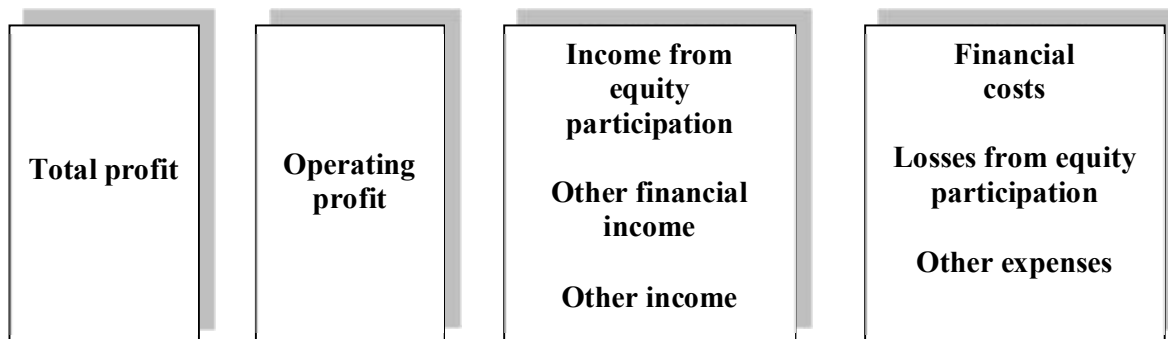 Total profit
Operating
profit
Income from
equity
participation
Other financial
income
Other income
Financial
costs
Losses from equity
participation
Other expenses